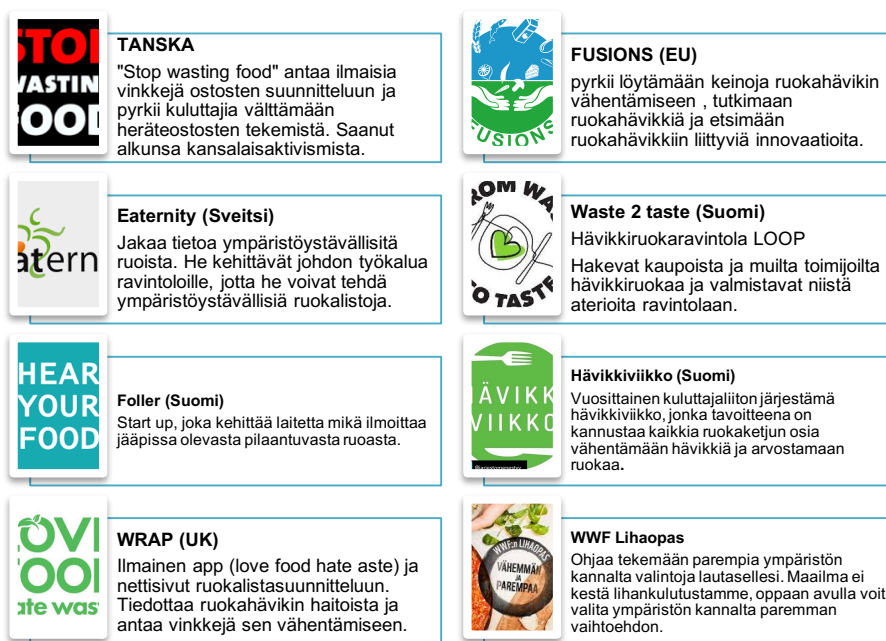 STO
WASTIN
FOO
TANSKA
"Stop wasting food" antaa ilmaisia
vinkkejä ostosten suunnitteluun ja
pyrkii kuluttajia välttämään
heräteostosten tekemistä. Saanut
alkunsa kansalaisaktivismista.
FUSIONS
FUSIONS (EU)
pyrkii löytämään keinoja ruokahävikin
vähentämiseen , tutkimaan
ruokahävikkiä ja etsimään
ruokahävikkiin liittyviä innovaatioita.
atern
Eaternity (Sveitsi)
Jakaa tietoa ympäristöystävällisitä
ruoista. He kehittävät johdon työkalua
ravintoloille, jotta he voivat tehdä
ympäristöystävällisiä ruokalistoja.
ROM WA
O TASTE
Waste 2 taste (Suomi)
Hävikkiruokaravintola LOOP
Hakevat kaupoista ja muilta toimijoilta
hävikkiruokaa ja valmistavat niistä
aterioita ravintolaan.
HEAR
YOUR
FOOD
Foller (Suomi)
Start up, joka kehittää laitetta mikä ilmoittaa
jääpissa olevasta pilaantuvasta ruoasta.
HÄVIKK
VIIKKO
Hävikkiviikko (Suomi)
Vuosittainen kuluttajaliiton järjestämä
hävikkiviikko, jonka tavoitteena on
kannustaa kaikkia ruokaketjun osia
vähentämään hävikkiä ja arvostamaan
ruokaa.
OVE
OO
ate was
WRAP (UK)
Ilmainen app (love food hate aste) ja
nettisivut ruokalistasuunnitteluun.
Tiedottaa ruokahävikin haitoista ja
antaa vinkkejä sen vähentämiseen.
WWF:n LIHAOPAS
VÄHEMMÄN
JA
PAREMPAA
WWF Lihaopas
Ohjaa tekemään parempia ympäristön
kannalta valintoja lautasellesi. Maailma ei
kestä lihankulutustamme, oppaan avulla voit
valita ympäristön kannalta paremman
vaihtoehdon.